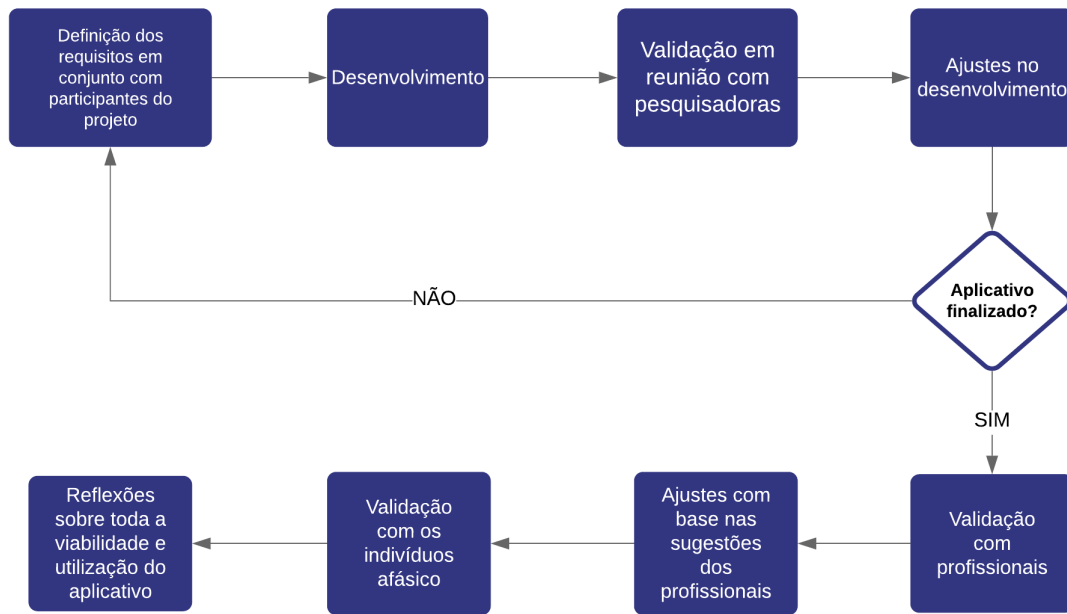 Definição dos
requisitos em
conjunto com
participantes do
projeto
Desenvolvimento
Validação em
reunião com
pesquisadoras
Ajustes no
desenvolvimento
Aplicativo
finalizado?
NÃO
SIM
Validação
com
profissionais
Ajustes com
base nas
sugestões
dos
profissionais
Validação
com os
indivíduos
afásico
Reflexões
sobre toda a
viabilidade e
utilização do
aplicativo